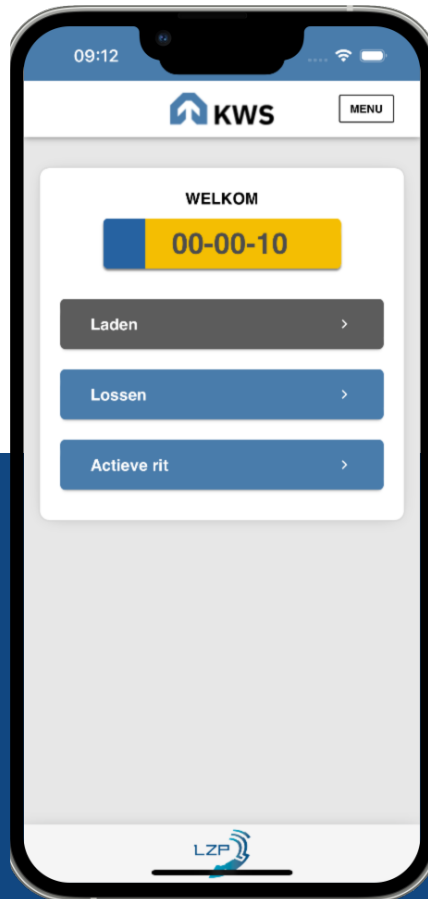 09:12
KWS
MENU
WELKOM
00-00-10
Laden
Lossen
Actieve rit
LZP